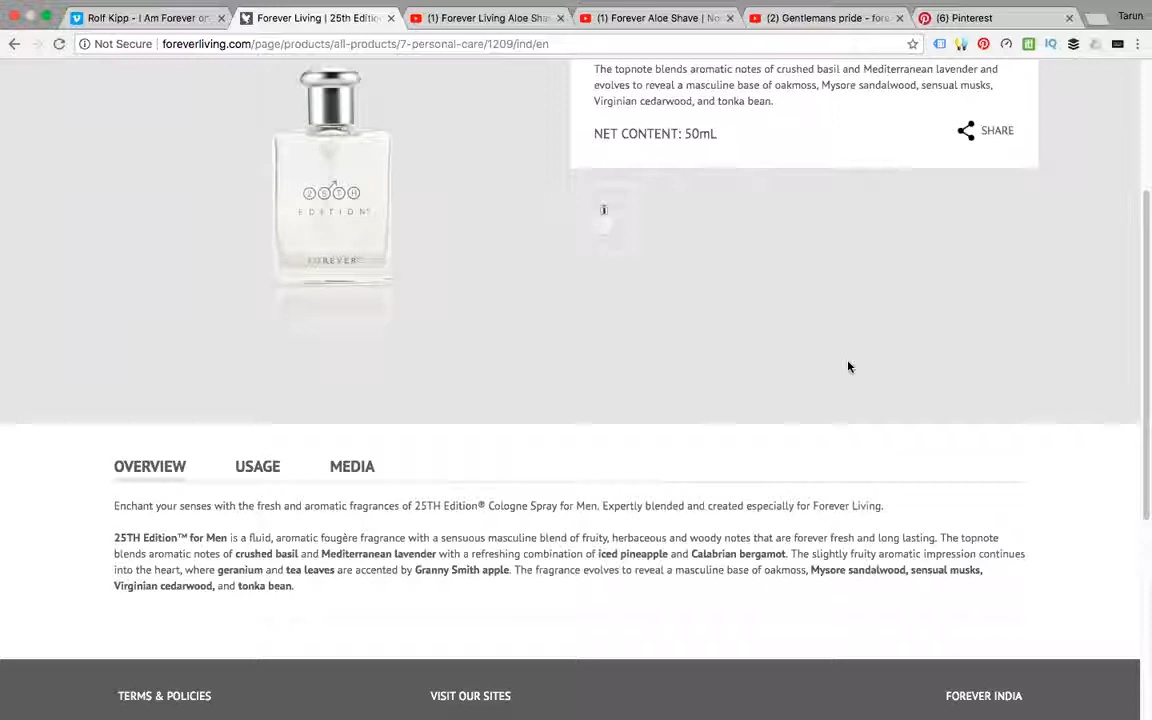 Rolf Kipp - I Am Forever on
Forever Living | 25th Editio
(1) Forever Living Aloe Sha
(1) Forever Aloe Shave | No
(2) Gentlemans pride - fore
(6) Pinterest
Tarun
Not Secure | foreverliving.com/page/products/all-products/7-personal-care/1209/ind/en
The topnote blends aromatic notes of crushed basil and Mediterranean lavender and
evolves to reveal a masculine base of oakmoss, Mysore sandalwood, sensual musks,
Virginian cedarwood, and tonka bean.
NET CONTENT: 50mL
SHARE
25TH
EDITION
FOREVER
OVERVIEW
USAGE
MEDIA
Enchant your senses with the fresh and aromatic fragrances of 25TH Edition® Cologne Spray for Men. Expertly blended and created especially for Forever Living.
25TH Edition™ for Men is a fluid, aromatic fougère fragrance with a sensuous masculine blend of fruity, herbaceous and woody notes that are forever fresh and long lasting. The topnote
blends aromatic notes of crushed basil and Mediterranean lavender with a refreshing combination of iced pineapple and Calabrian bergamot. The slightly fruity aromatic impression continues
into the heart, where geranium and tea leaves are accented by Granny Smith apple. The fragrance evolves to reveal a masculine base of oakmoss, Mysore sandalwood, sensual musks,
Virginian cedarwood, and tonka bean.
TERMS & POLICIES
VISIT OUR SITES
FOREVER INDIA